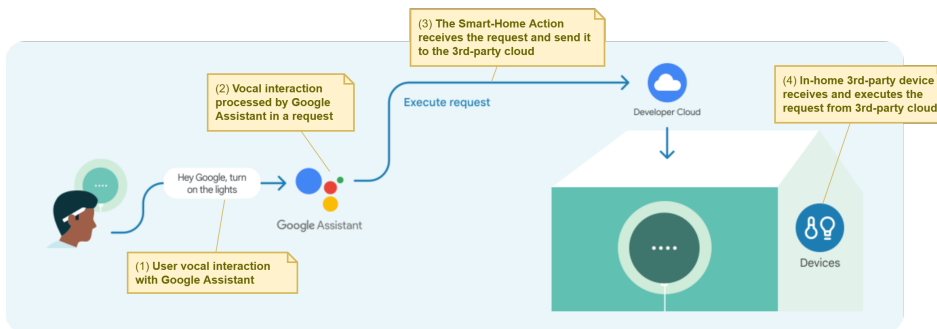 (3) The Smart-Home Action
receives the request and send it
to the 3rd-party cloud
(4) In-home 3rd-party device
receives and executes the
request from 3rd-party cloud
(2) Vocal interaction
processed by Google
Assistant in a request
Execute request
Developer Cloud
Hey Google, turn
on the lights
Google Assistant
(1) User vocal interaction
with Google Assistant
Devices